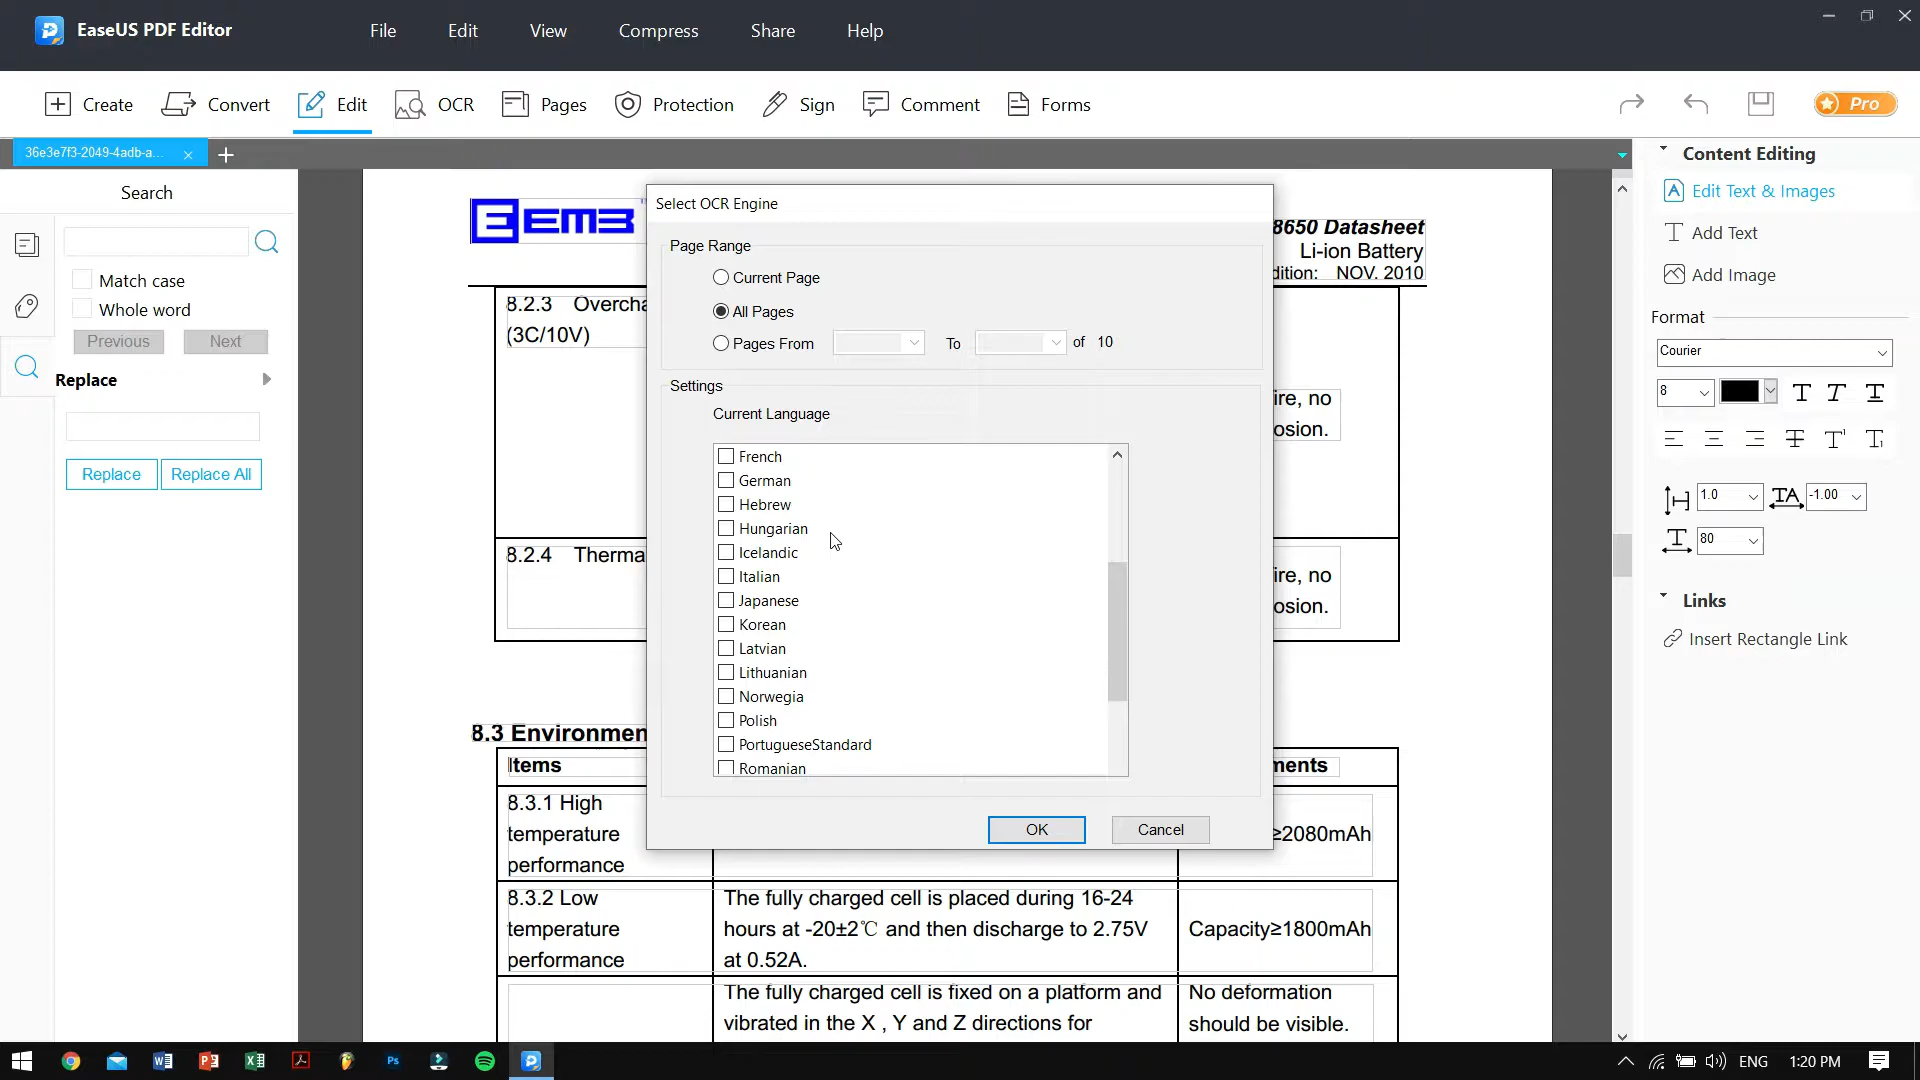 EaseUS PDF Editor
File Edit View Compress Share Help
Create Convert Edit OCR Pages Protection Sign Comment Forms
Pro
36e3e7f3-2049-4adb-a...
Search
Match case
Whole word
Previous Next
Replace
Replace Replace All
EEMB
8650 Datasheet
Li-ion Battery
dition: NOV. 2010
8.2.3 Overcha
(3C/10V)
ire, no
osion.
8.2.4 Therma
ire, no
osion.
8.3 Environmen
Items
ments
8.3.1 High
temperature
performance
≥2080mAh
8.3.2 Low
temperature
performance
The fully charged cell is placed during 16-24
hours at -20±2℃ and then discharge to 2.75V
at 0.52A.
Capacity≥1800mAh
The fully charged cell is fixed on a platform and
vibrated in the X , Y and Z directions for
No deformation
should be visible.
Select OCR Engine
Page Range
Current Page
All Pages
Pages From To of 10
Settings
Current Language
French
German
Hebrew
Hungarian
Icelandic
Italian
Japanese
Korean
Latvian
Lithuanian
Norwegia
Polish
PortugueseStandard
Romanian
OK Cancel
Content Editing
Edit Text & Images
Add Text
Add Image
Format
Courier
8
1.0 -1.00
80
Links
Insert Rectangle Link
ENG 1:20 PM